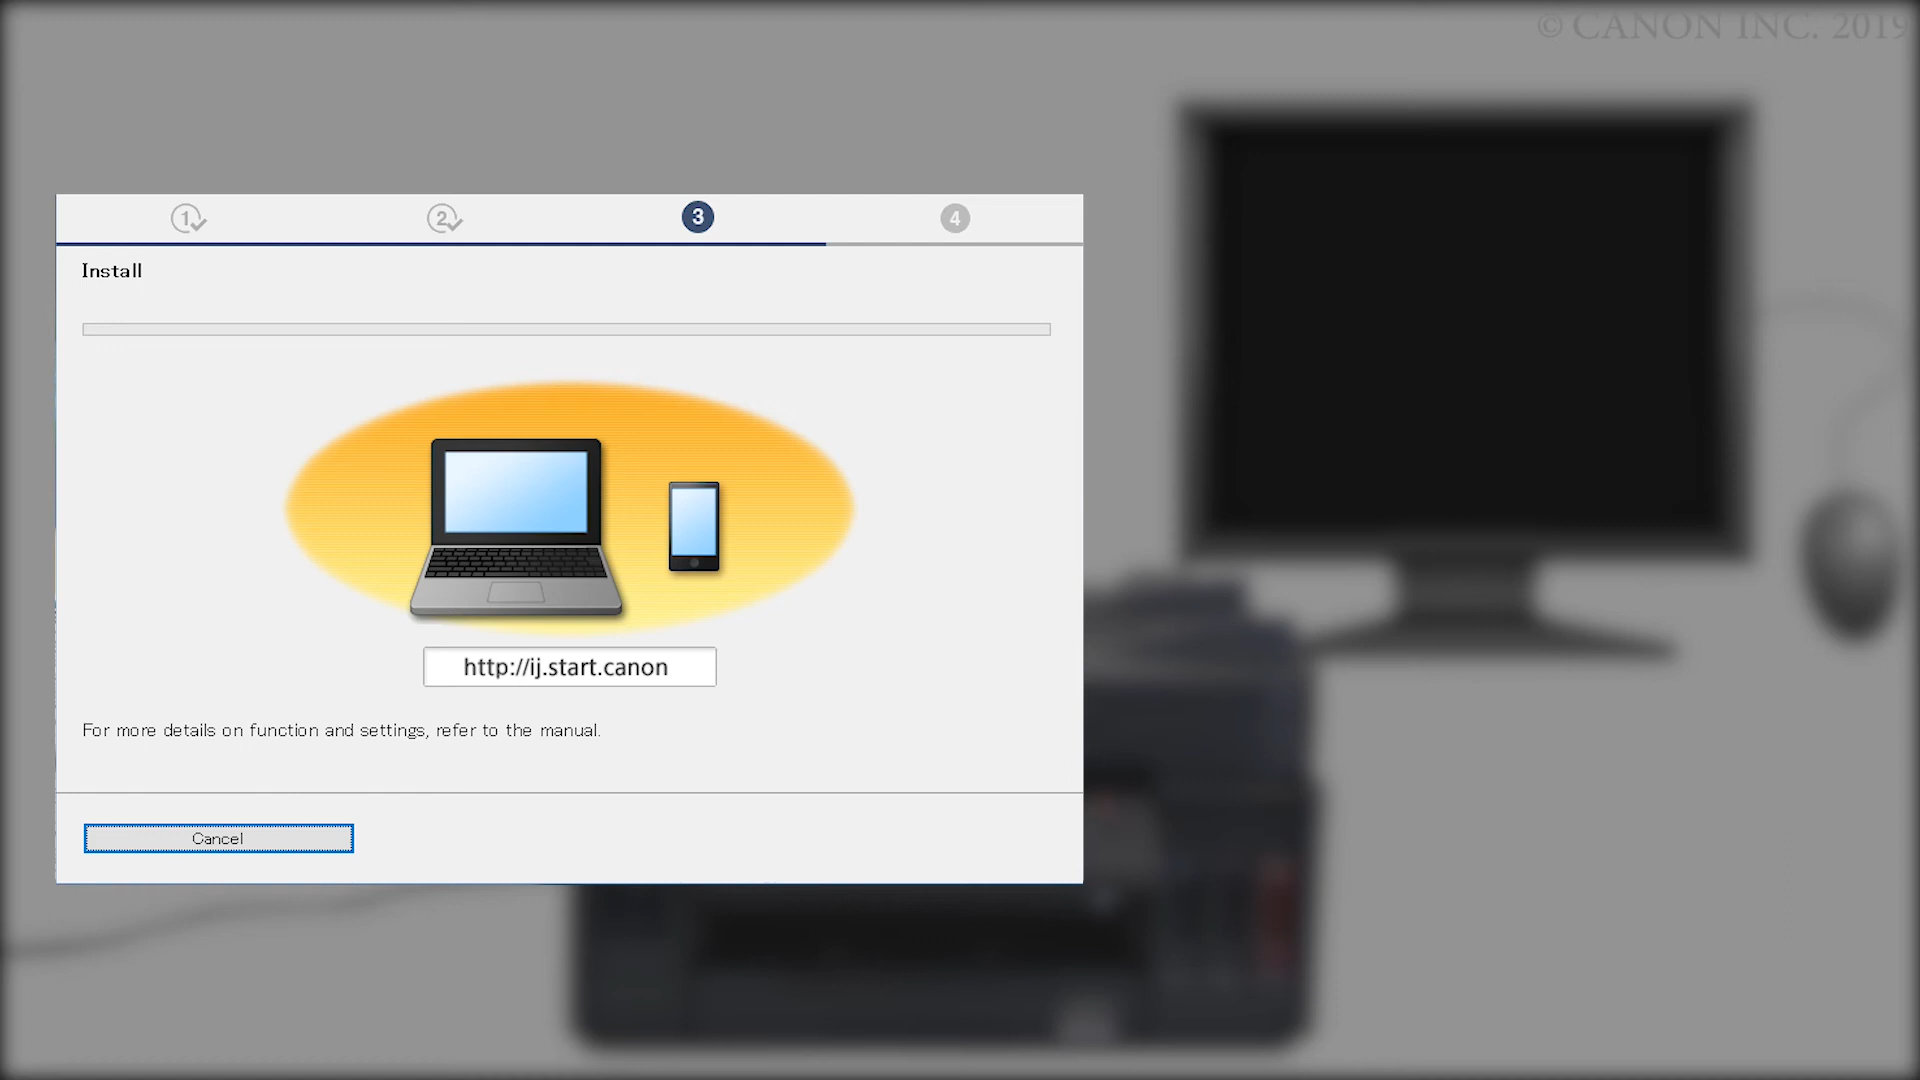 © CANON INC. 2019
1 2 3 4
Install
http://ij.start.canon
For more details on function and settings, refer to the manual.
Cancel